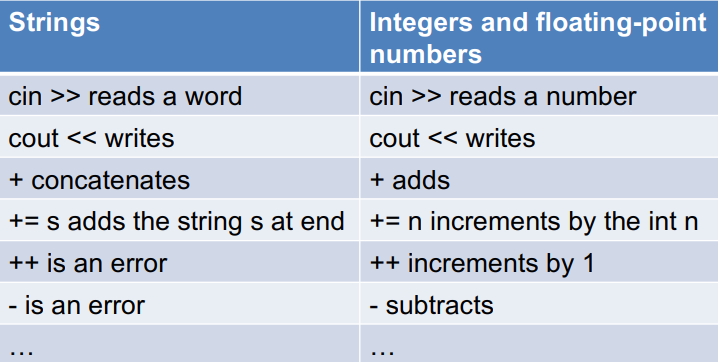 Strings
Integers and floating-point
numbers
cin >> reads a word
cin >> reads a number
cout << writes
cout << writes
+ concatenates
+ adds
+= s adds the string s at end
+= n increments by the int n
++ is an error
++ increments by 1
- is an error
- subtracts
…
…